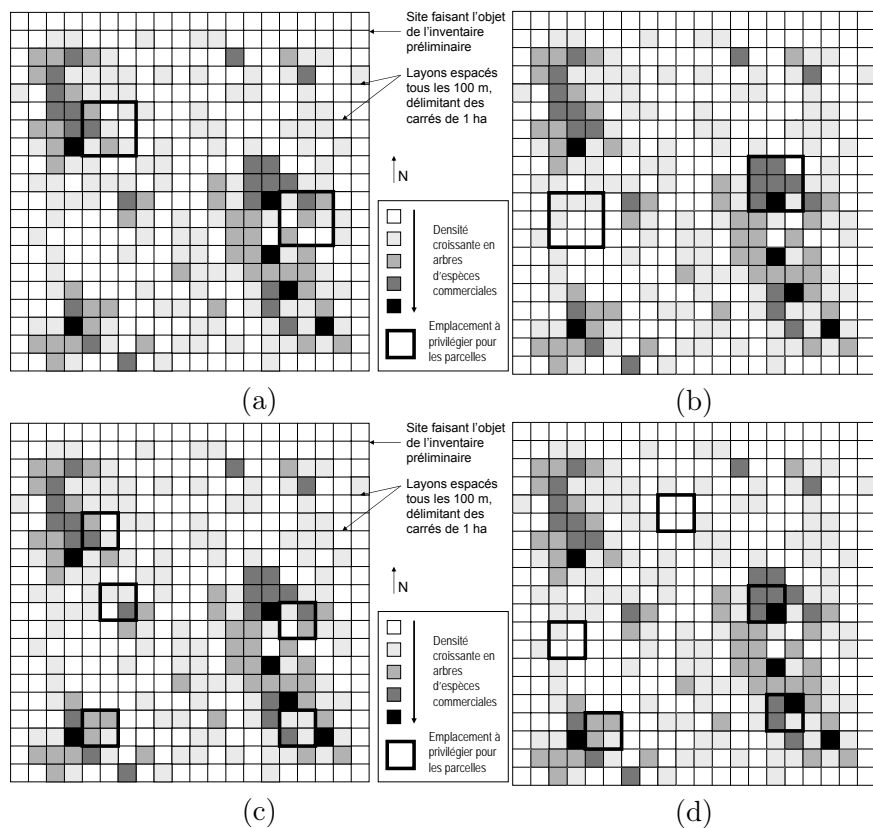 Site faisant l'objet
de l'inventaire
préliminaire
Layons espacés
tous les 100 m,
délimitant des
carrés de 1 ha
N
Densité
croissante en
arbres
d'espèces
commerciales
Emplacement à
privilégier pour
les parcelles
(a)
(b)
Site faisant l'objet
de l'inventaire
préliminaire
Layons espacés
tous les 100 m,
délimitant des
carrés de 1 ha
N
Densité
croissante en
arbres
d'espèces
commerciales
Emplacement à
privilégier pour
les parcelles
(c)
(d)